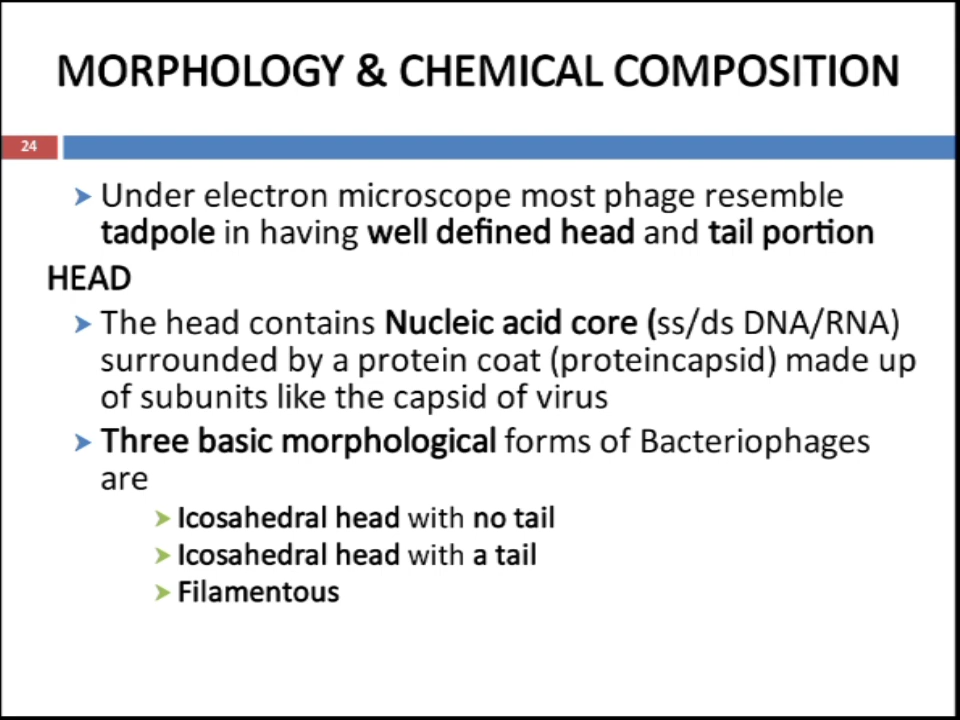 MORPHOLOGY & CHEMICAL COMPOSITION
24
Under electron microscope most phage resemble
tadpole in having well defined head and tail portion
HEAD
The head contains Nucleic acid core (ss/ds DNA/RNA)
surrounded by a protein coat (proteincapsid) made up
of subunits like the capsid of virus
Three basic morphological forms of Bacteriophages
are
Icosahedral head with no tail
Icosahedral head with a tail
Filamentous